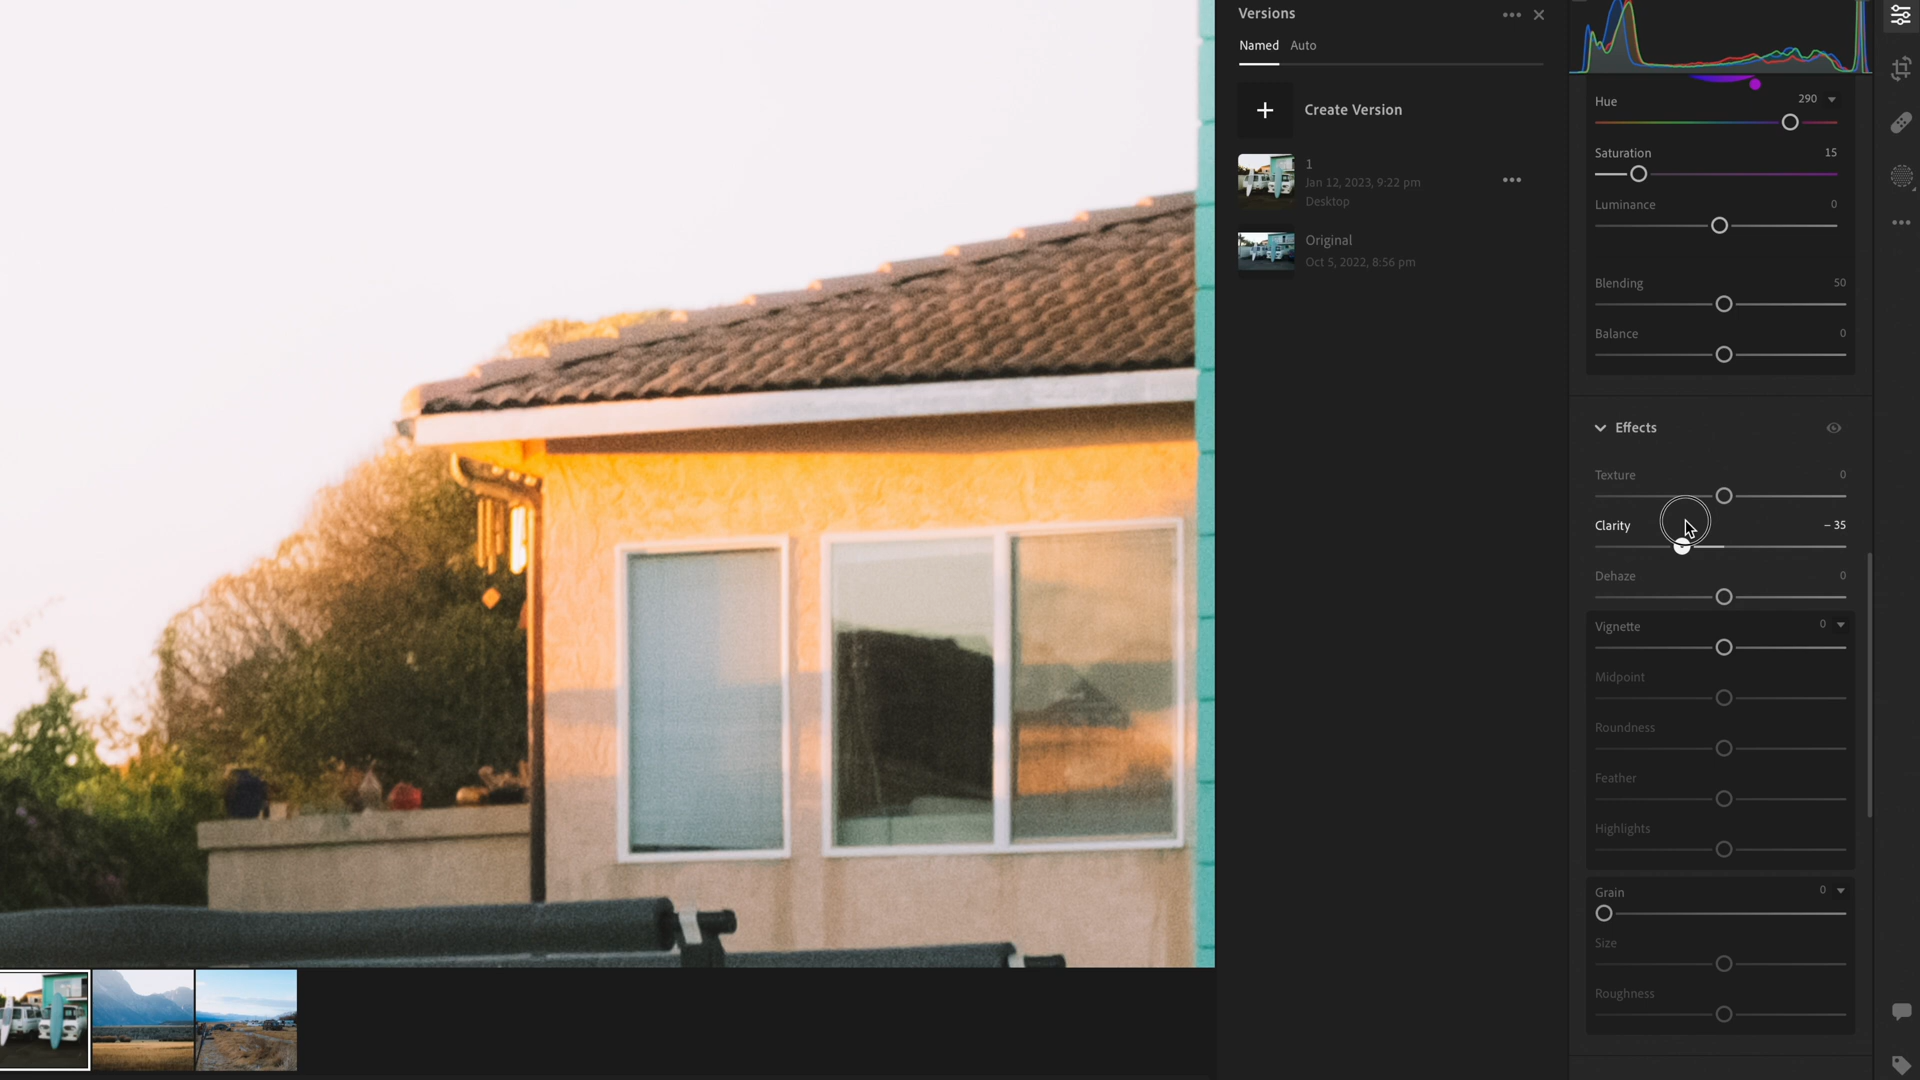 Versions
Named Auto
Create Version
1
Jan 12, 2023, 9:22 pm
Desktop
Original
Oct 5, 2022, 8:56 pm
Hue 290
Saturation 15
Luminance 0
Blending 50
Balance 0
Effects
Texture 0
Clarity – 35
Dehaze 0
Vignette 0
Midpoint
Roundness
Feather
Highlights
Grain 0
Size
Roughness